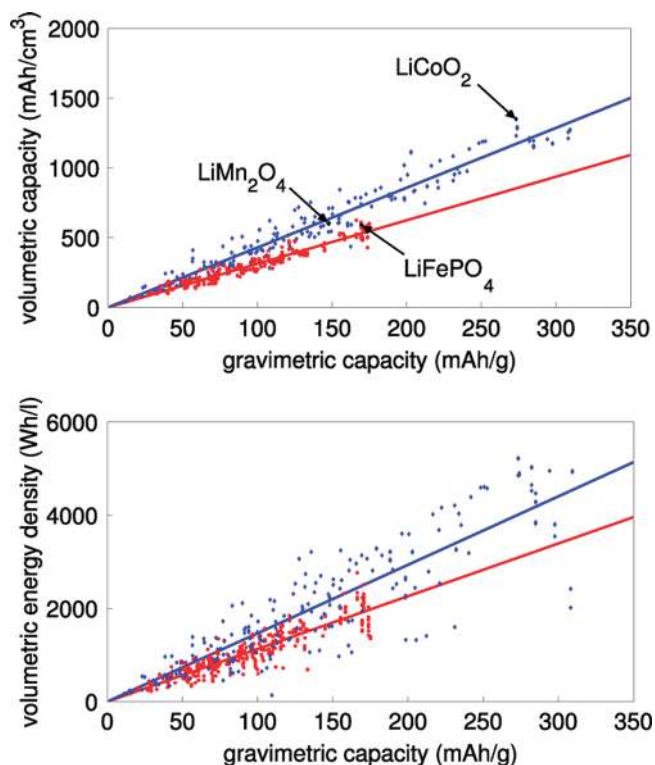 volumetric capacity (mAh/cm³)
2000
1500
1000
500
0
LiCoO₂
LiMn₂O₄
LiFePO₄
0 50 100 150 200 250 300 350
gravimetric capacity (mAh/g)
volumetric energy density (Wh/l)
6000
4000
2000
0
0 50 100 150 200 250 300 350
gravimetric capacity (mAh/g)